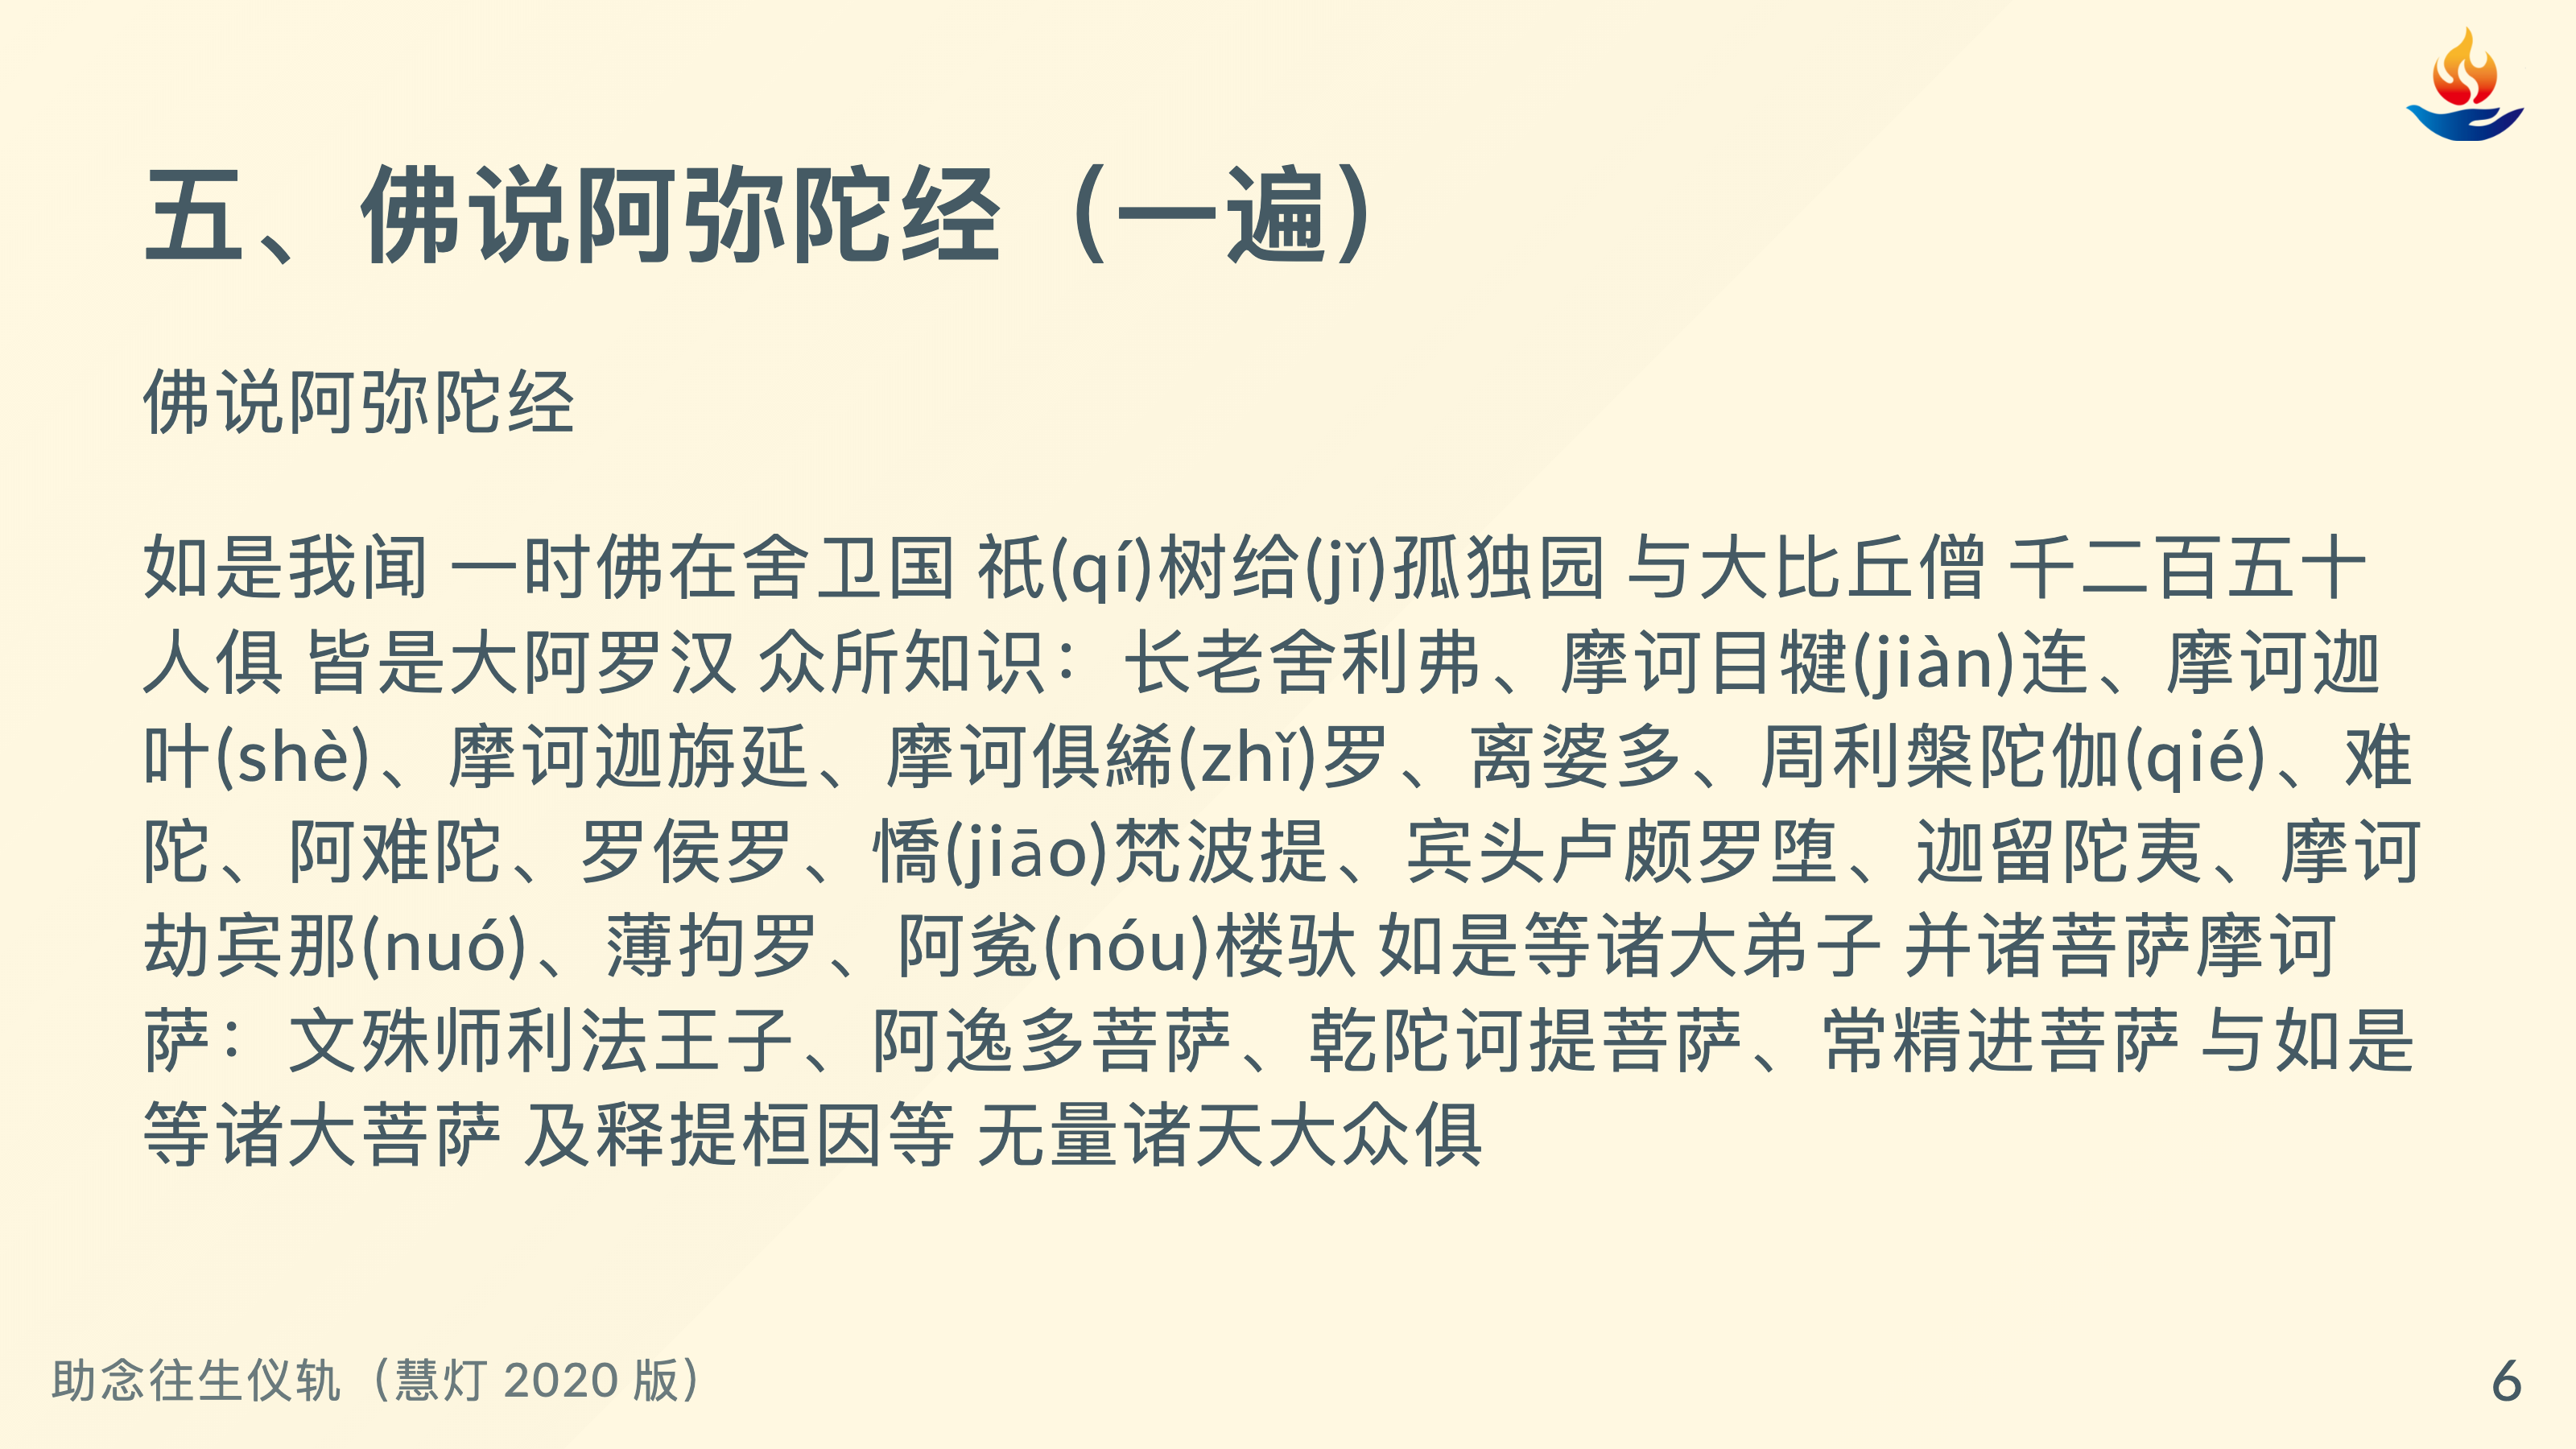 五、佛说阿弥陀经（一遍）
佛说阿弥陀经
如是我闻 一时佛在舍卫国 祇(qí)树给(jǐ)孤独园 与大比丘僧 千二百五十
人俱 皆是大阿罗汉 众所知识： 长老舍利弗、摩诃目犍(jiàn)连、摩诃迦
叶(shè)、摩诃迦旃延、摩诃俱絺(zhǐ)罗、离婆多、周利槃陀伽(qié)、难
陀、阿难陀、罗侯罗、憍(jiāo)梵波提、宾头卢颇罗堕、迦留陀夷、摩诃
劫宾那(nuó)、薄拘罗、阿㝹(nóu)楼驮 如是等诸大弟子 并诸菩萨摩诃
萨：文殊师利法王子、阿逸多菩萨、乾陀诃提菩萨、常精进菩萨 与如是
等诸大菩萨 及释提桓因等 无量诸天大众俱
助念往生仪轨（慧灯 2020 版）
6